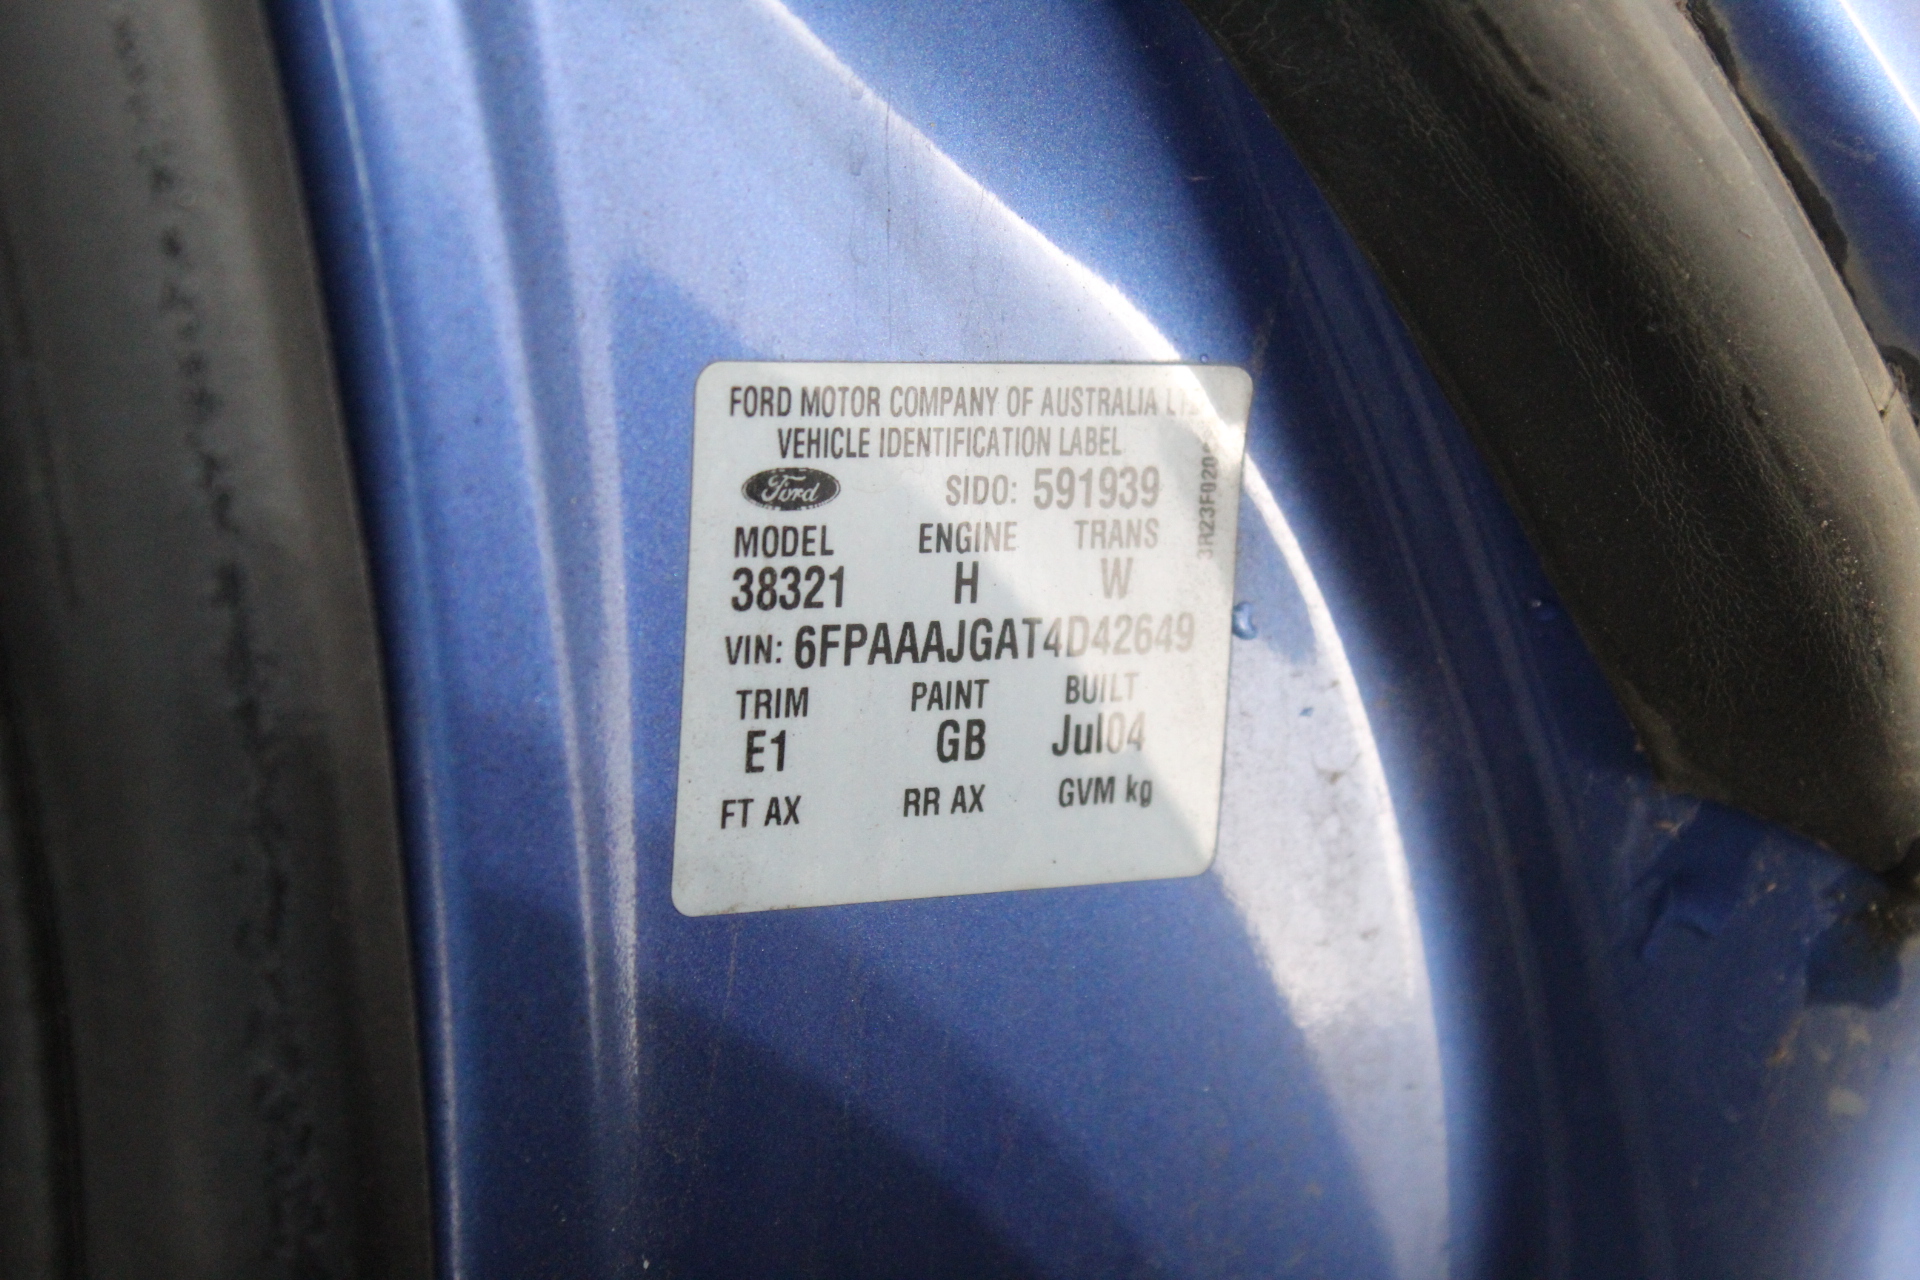 FORD MOTOR COMPANY OF AUSTRALIA LTD
VEHICLE IDENTIFICATION LABEL
Ford SIDO: 591939
MODEL ENGINE TRANS
38321 H W
VIN: 6FPAAAJGAT4D42649
TRIM PAINT BUILT
E1 GB Jul04
FT AX RR AX GVM kg